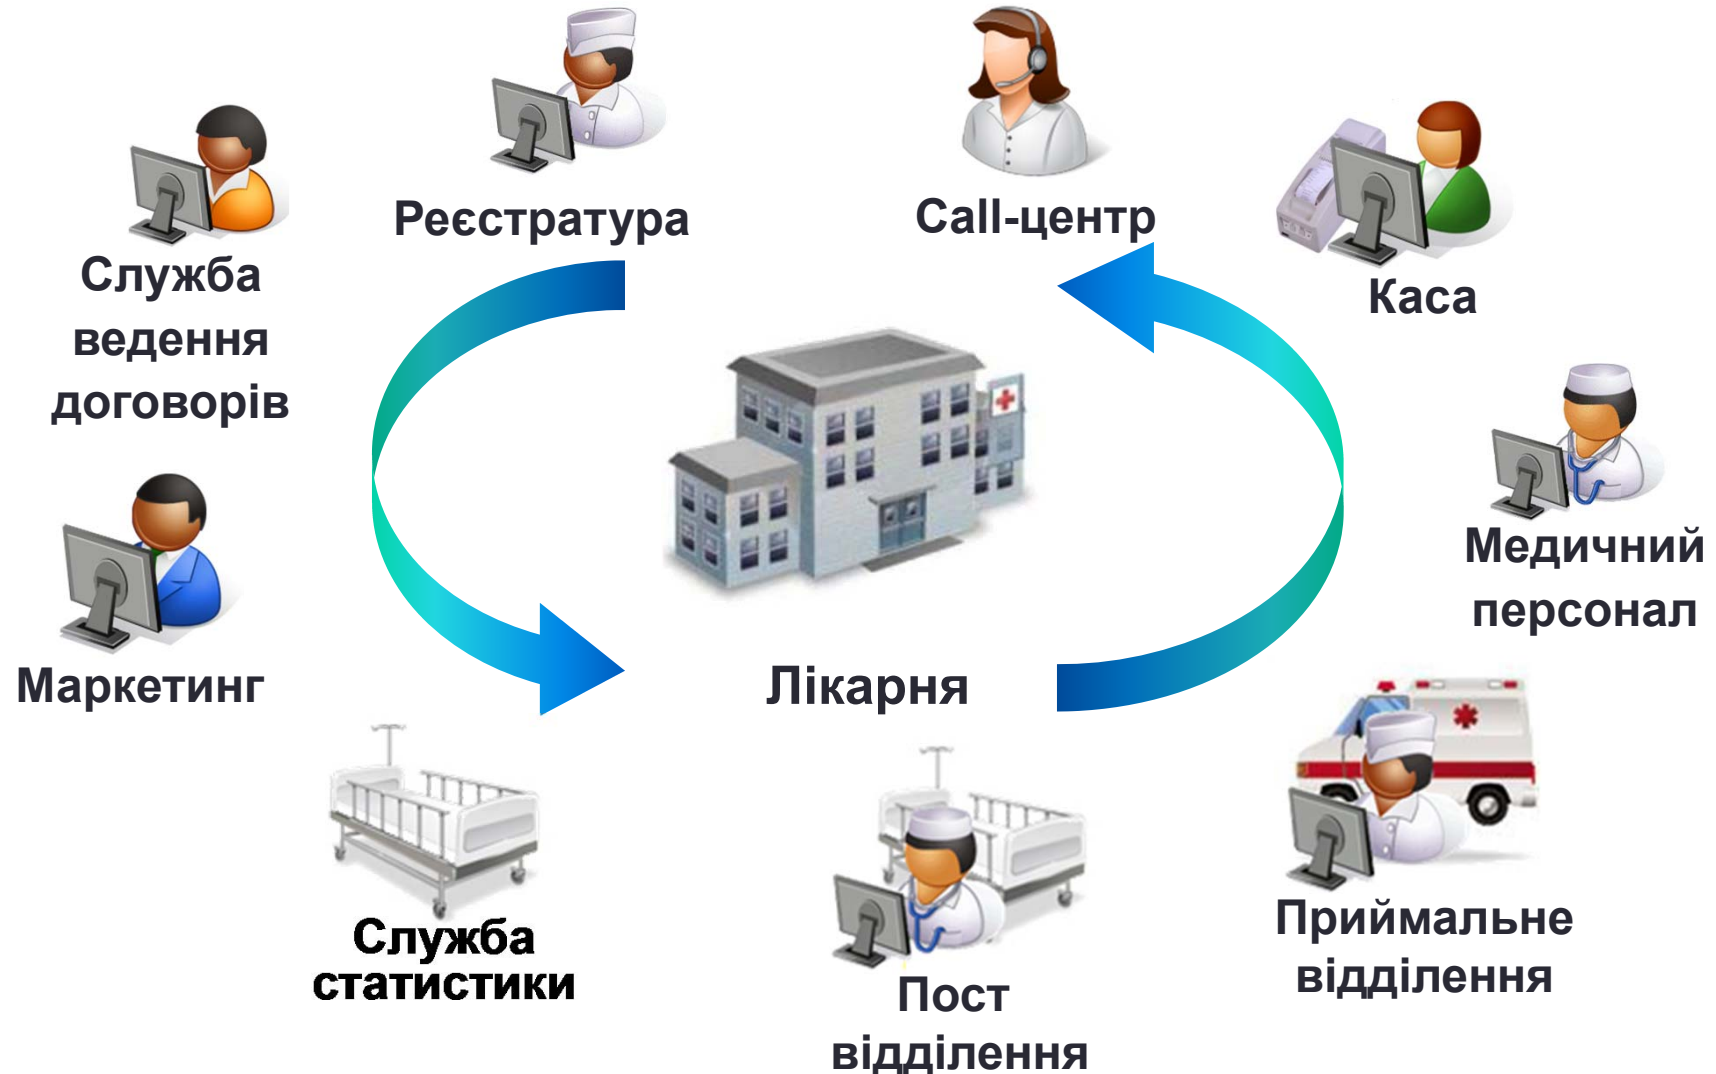 Реєстратура
Call-центр
Служба
ведення
договорів
Каса
Медичний
персонал
Маркетинг
Лікарня
Служба
статистики
Пост
відділення
Приймальне
відділення